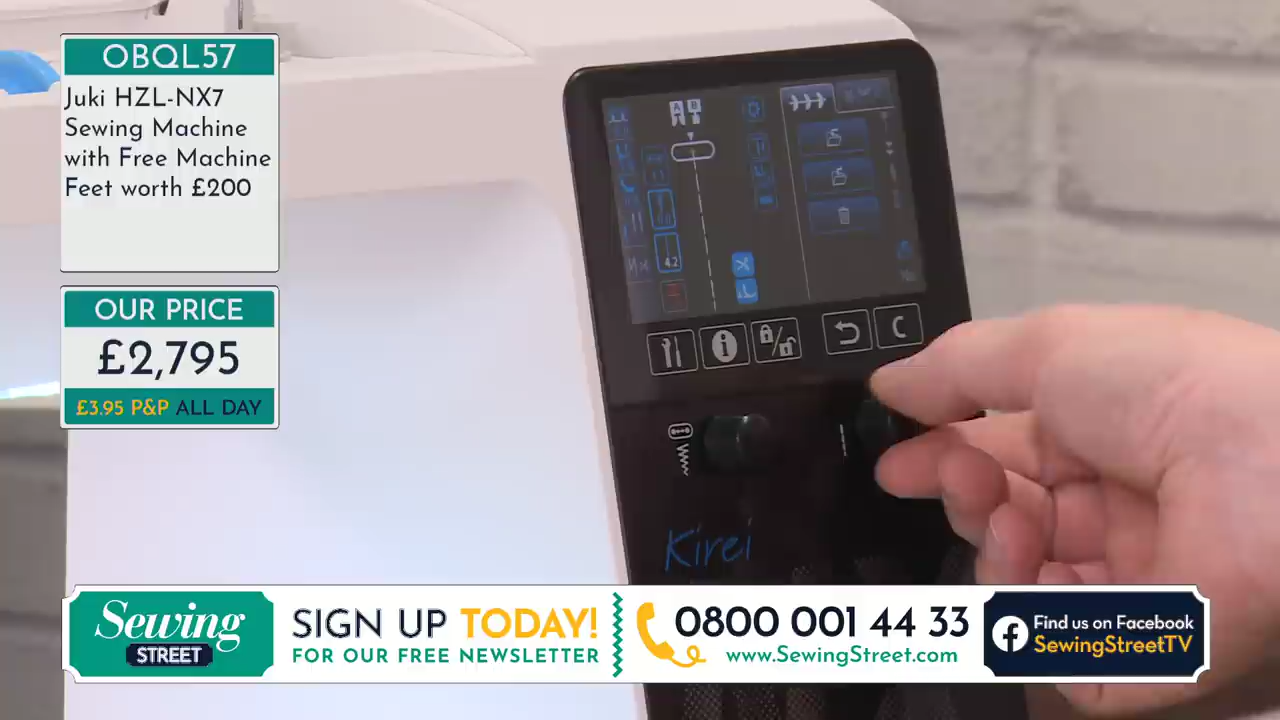 OBQL57
Juki HZL-NX7
Sewing Machine
with Free Machine
Feet worth £200
OUR PRICE
£2,795
£3.95 P&P ALL DAY
A B
4.2
C
Kirei
Sewing
STREET
SIGN UP TODAY!
FOR OUR FREE NEWSLETTER
0800 001 44 33
www.SewingStreet.com
Find us on Facebook
SewingStreetTV